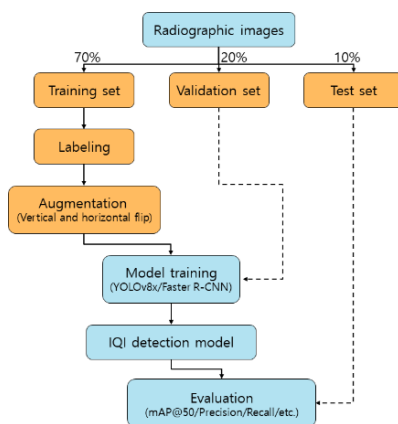 Radiographic images
70% 20% 10%
Training set Validation set Test set
Labeling
Augmentation
(Vertical and horizontal flip)
Model training
(YOLOv8x/Faster R-CNN)
IQI detection model
Evaluation
(mAP@50/Precision/Recall/etc.)